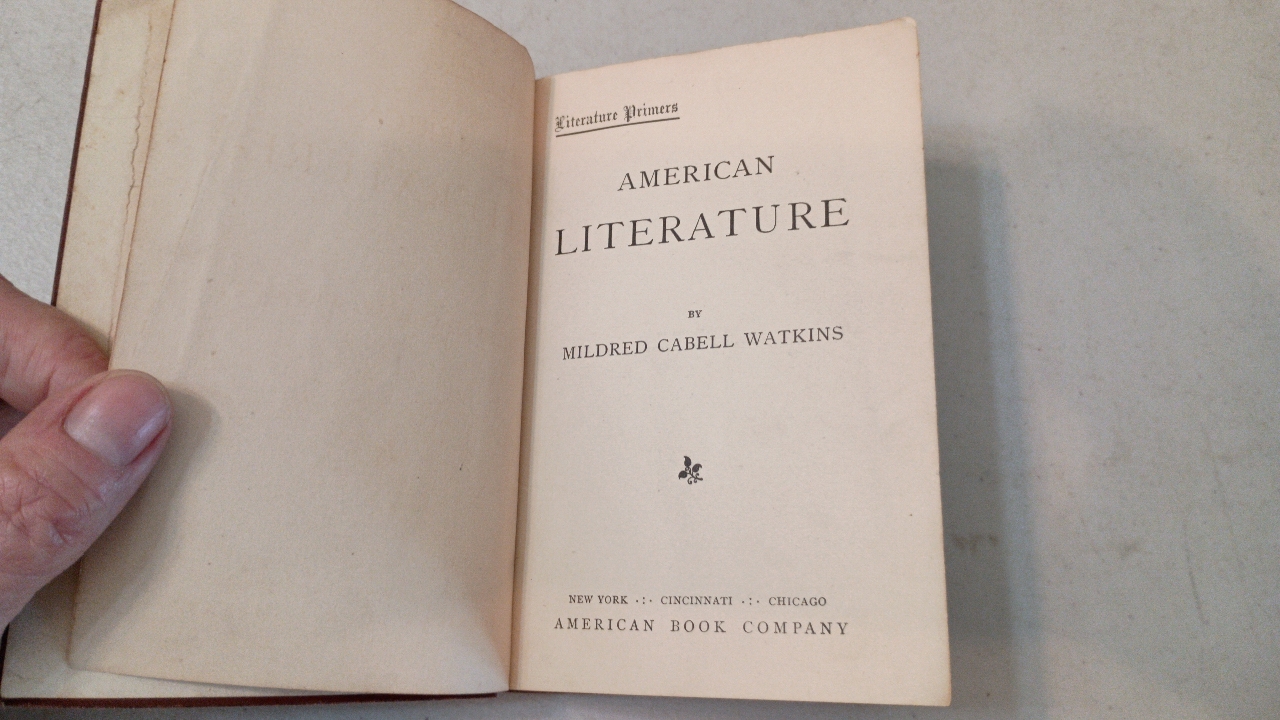 Literature Primers
AMERICAN
LITERATURE
BY
MILDRED CABELL WATKINS
NEW YORK ·:· CINCINNATI ·:· CHICAGO
AMERICAN BOOK COMPANY